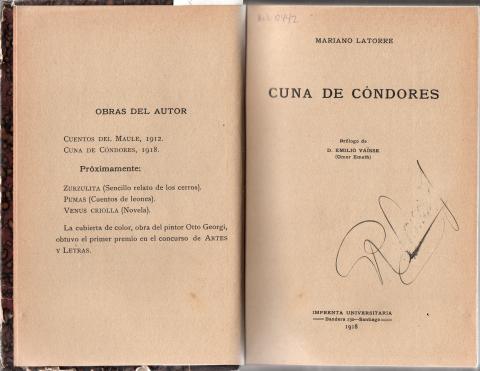 OBRAS DEL AUTOR
CUENTOS DEL MAULE, 1912.
CUNA DE CÓNDORES, 1918.
Próximamente:
ZURZULITA (Sencillo relato de los cerros).
PUMAS (Cuentos de leones).
VENUS CRIOLLA (Novela).
La cubierta de color, obra del pintor Otto Georgi,
obtuvo el primer premio en el concurso de ARTES
Y LETRAS.
MARIANO LATORRE
CUNA DE CÓNDORES
Prólogo de
D. EMILIO VAÏSSE
(Omer Emeth)
IMPRENTA UNIVERSITARIA
Bandera 130—Santiago
1918